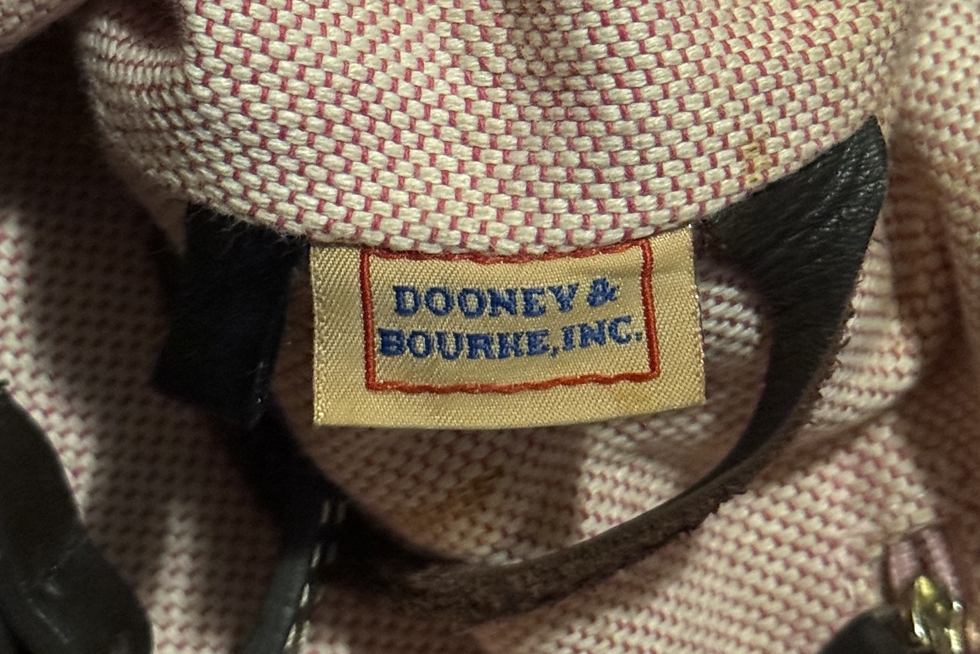 DOONEY &
BOURKE, INC.